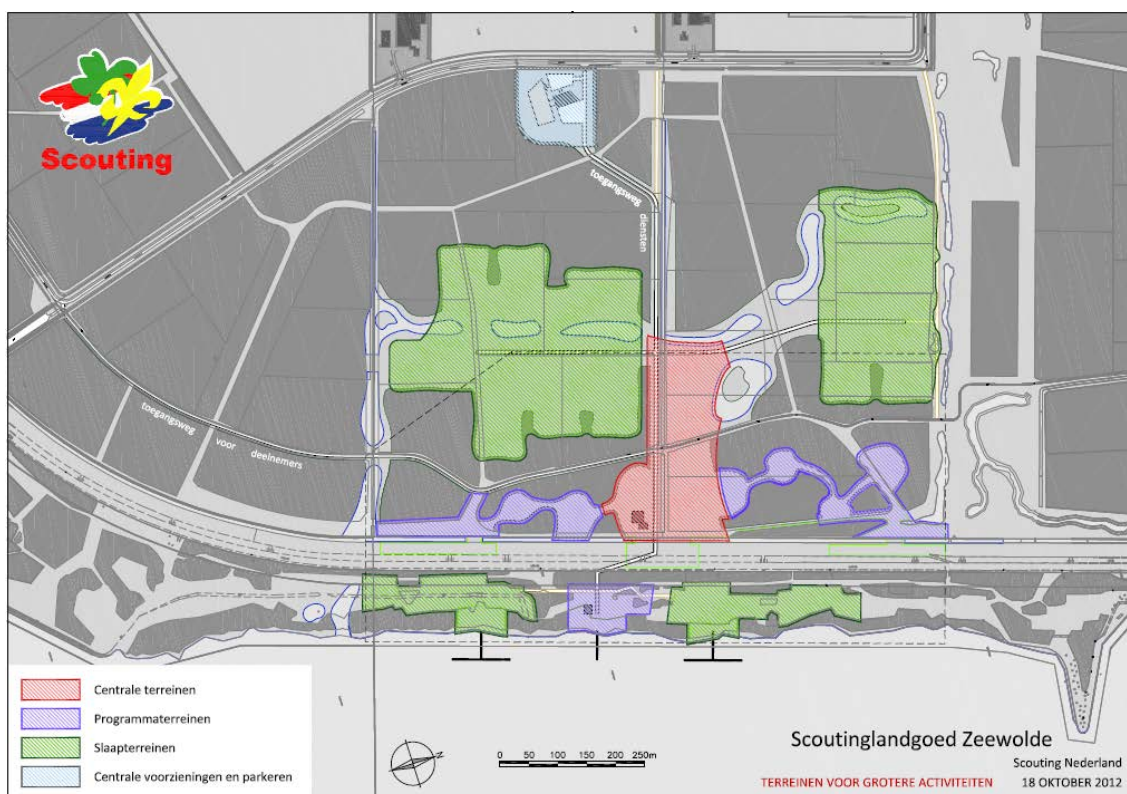 Scouting
toegangsweg
diensten
toegangsweg
voor
deelnemers
Centrale terreinen
Programmaterreinen
Slaapterreinen
Centrale voorzieningen en parkeren
N
0 50 100 150 200 250m
Scoutinglandgoed Zeewolde
Scouting Nederland
TERREINEN VOOR GROTERE ACTIVITEITEN 18 OKTOBER 2012